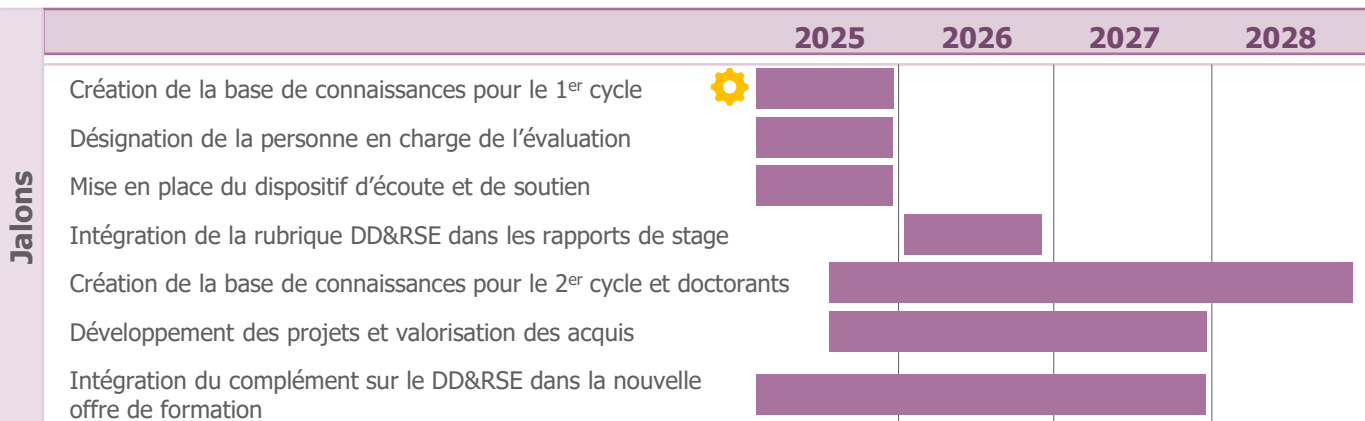 2025 2026 2027 2028
Jalons
Création de la base de connaissances pour le 1er cycle
Désignation de la personne en charge de l’évaluation
Mise en place du dispositif d’écoute et de soutien
Intégration de la rubrique DD&RSE dans les rapports de stage
Création de la base de connaissances pour le 2er cycle et doctorants
Développement des projets et valorisation des acquis
Intégration du complément sur le DD&RSE dans la nouvelle
offre de formation